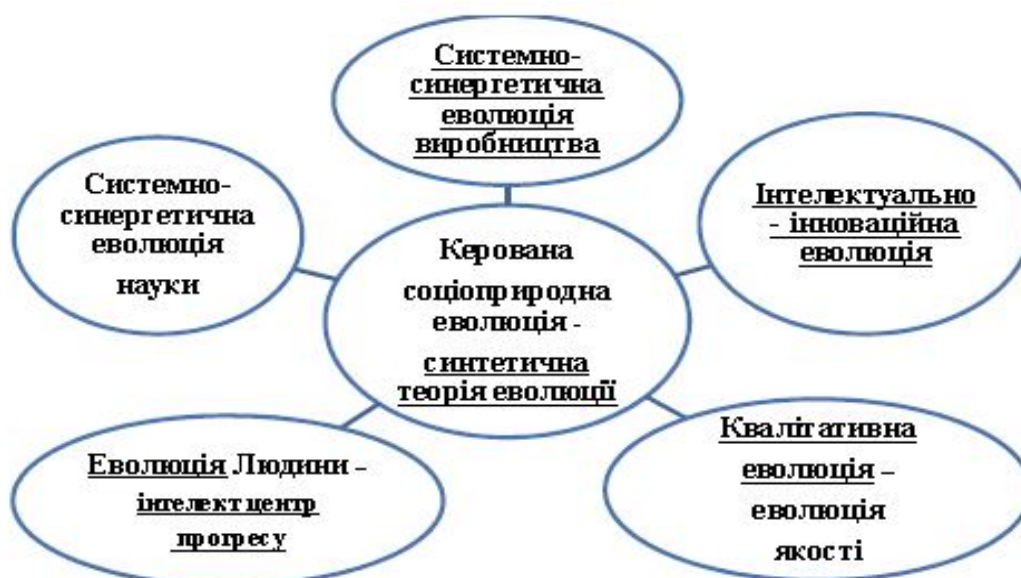 Системно-
синергетична
еволюція
виробництва
Системно-
синергетична
еволюція
науки
Інтелектуально
- інноваційна
еволюція
Керована
соціоприродна
еволюція -
синтетична
теорія еволюції
Еволюція Людини –
інтелект центр
прогресу
Квалітативна
еволюція –
еволюція
якості